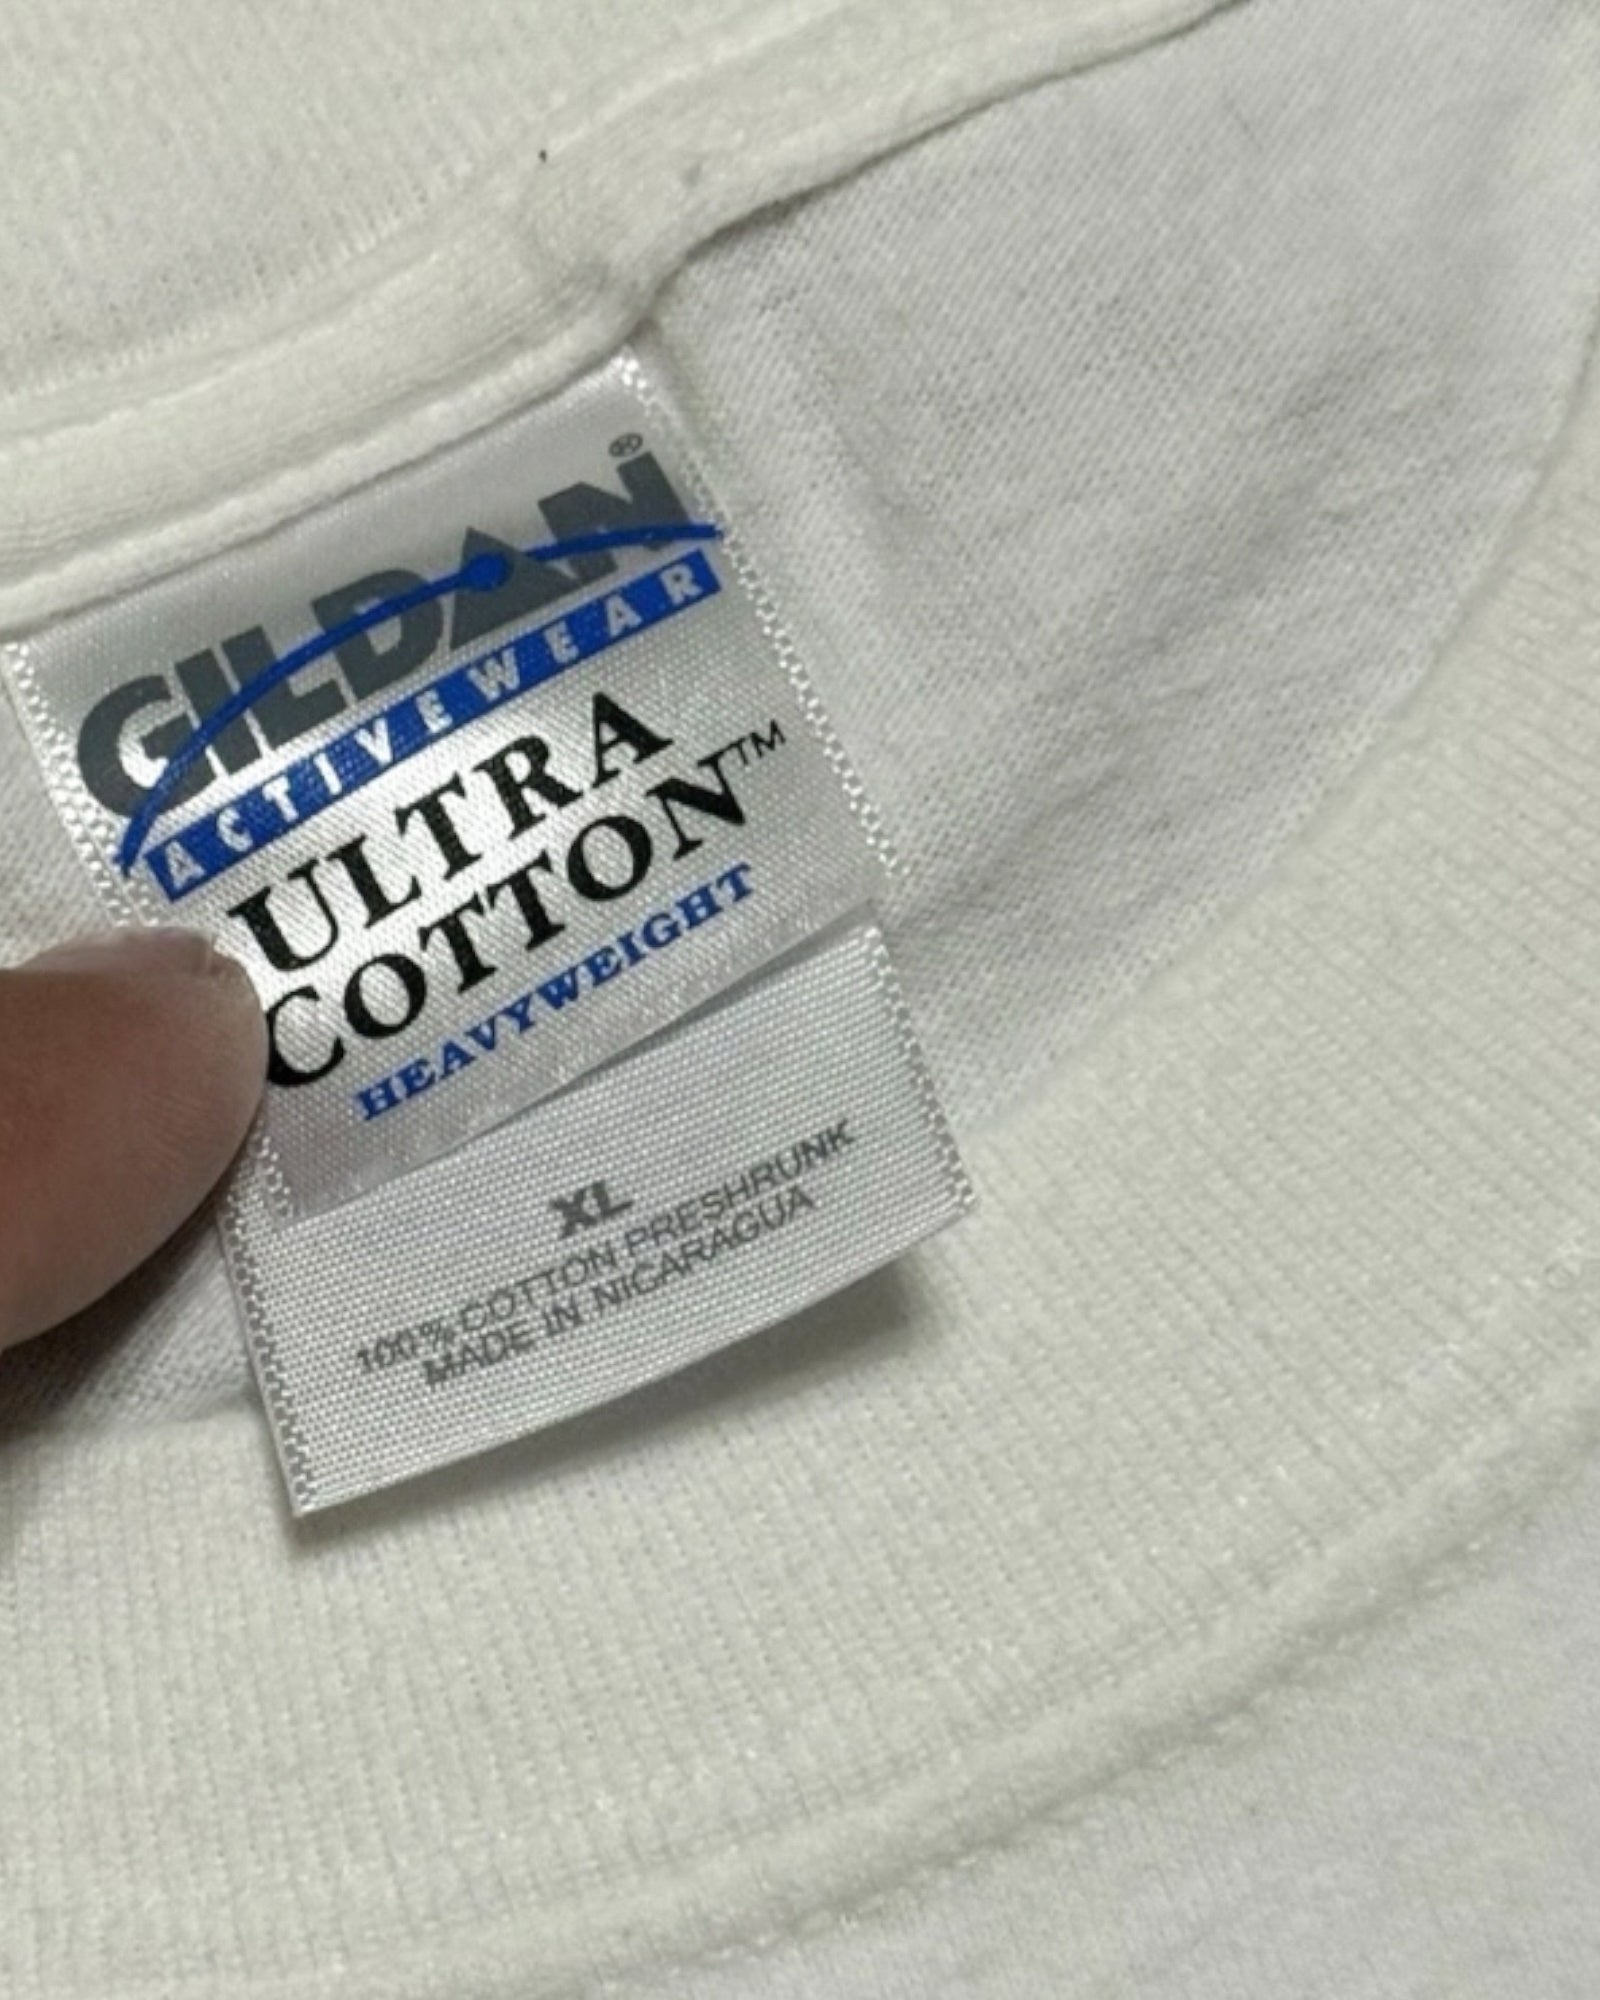 GILDAN®
ACTIVEWEAR
ULTRA
COTTON™
HEAVYWEIGHT
XL
100% COTTON PRESHRUNK
MADE IN NICARAGUA